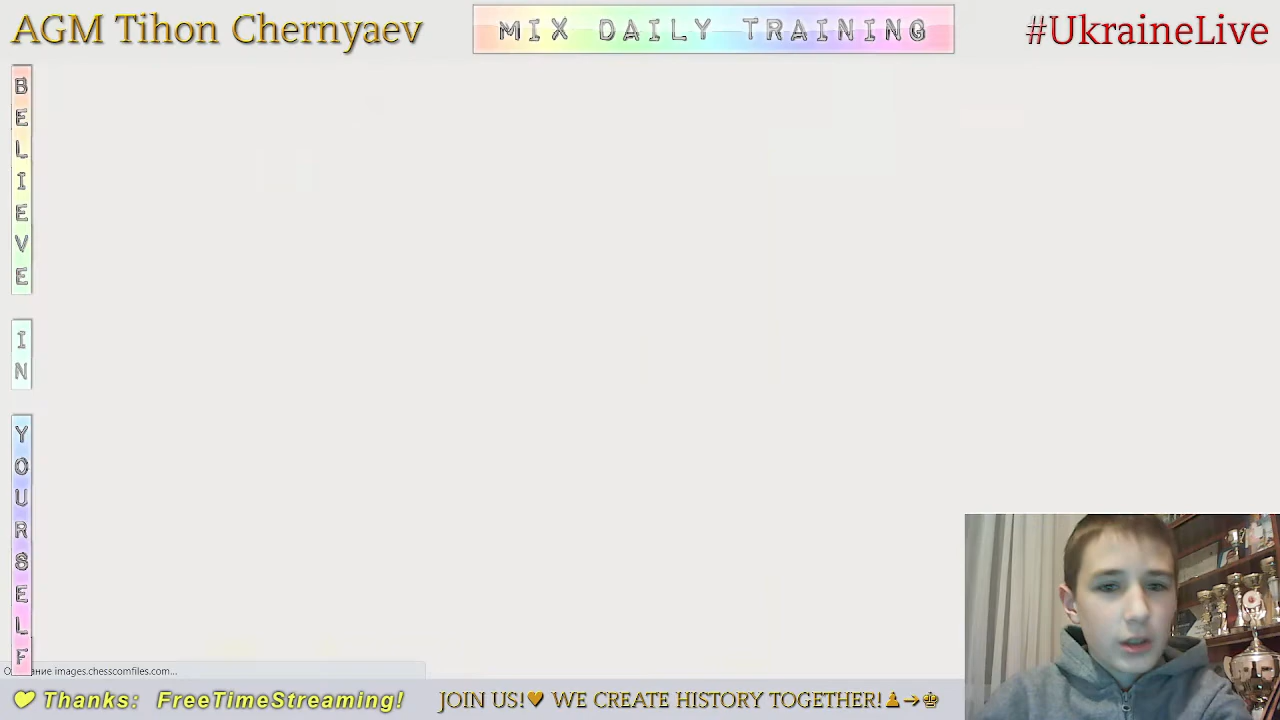 AGM Tihon Chernyaev
MIX DAILY TRAINING
#UkraineLive
BELIEVE
IN
YOURSELF
images.chesscomfiles.com...
Thanks: FreeTimeStreaming!
JOIN US!🧡 WE CREATE HISTORY TOGETHER!♟→♚